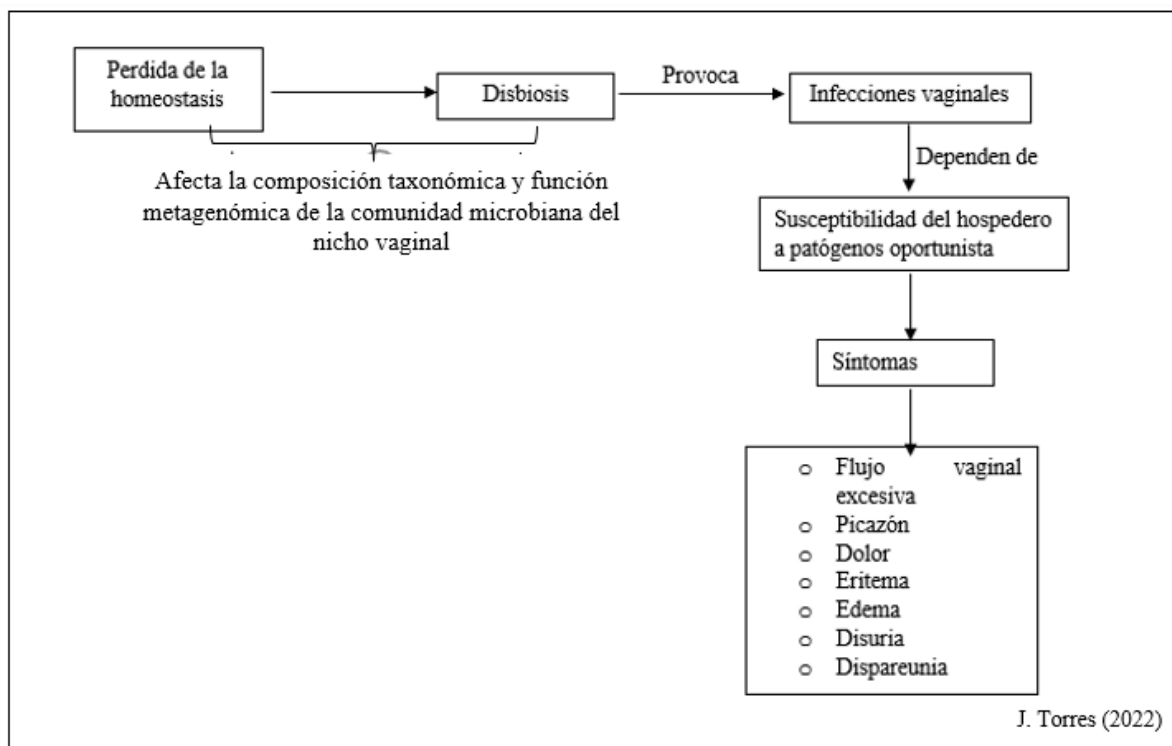 Perdida de la
homeostasis
Disbiosis
Provoca
Infecciones vaginales
Afecta la composición taxonómica y función
metagenómica de la comunidad microbiana del
nicho vaginal
Dependen de
Susceptibilidad del hospedero
a patógenos oportunista
Síntomas
o Flujo vaginal
excesiva
o Picazón
o Dolor
o Eritema
o Edema
o Disuria
o Dispareunia
J. Torres (2022)